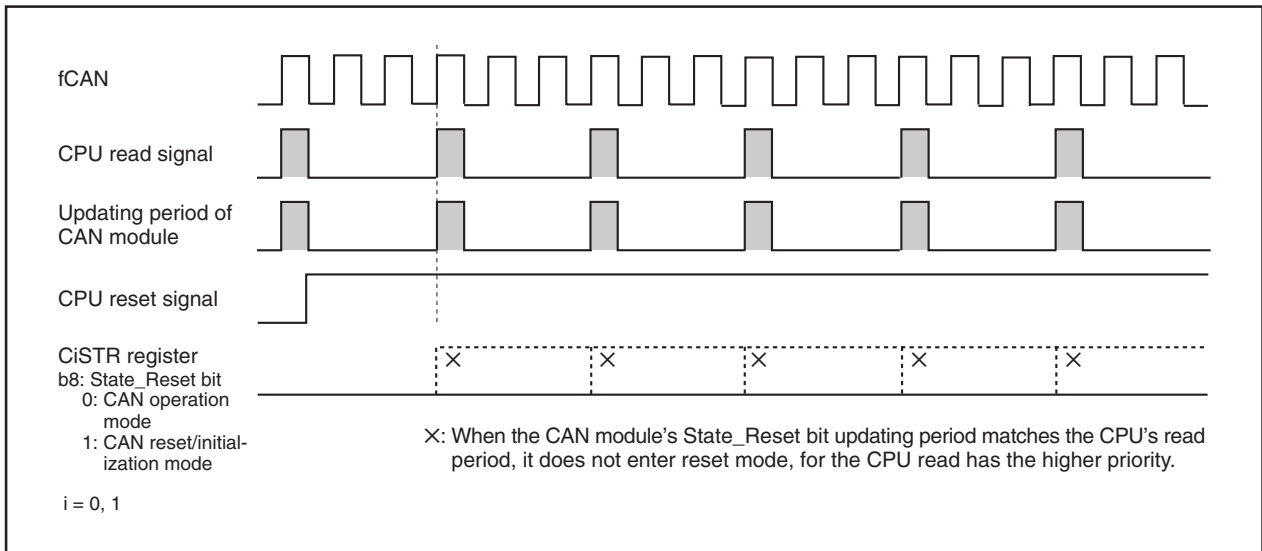 fCAN
CPU read signal
Updating period of
CAN module
CPU reset signal
CiSTR register
b8: State_Reset bit
0: CAN operation
mode
1: CAN reset/initial-
ization mode
✕: When the CAN module's State_Reset bit updating period matches the CPU's read
period, it does not enter reset mode, for the CPU read has the higher priority.
i = 0, 1